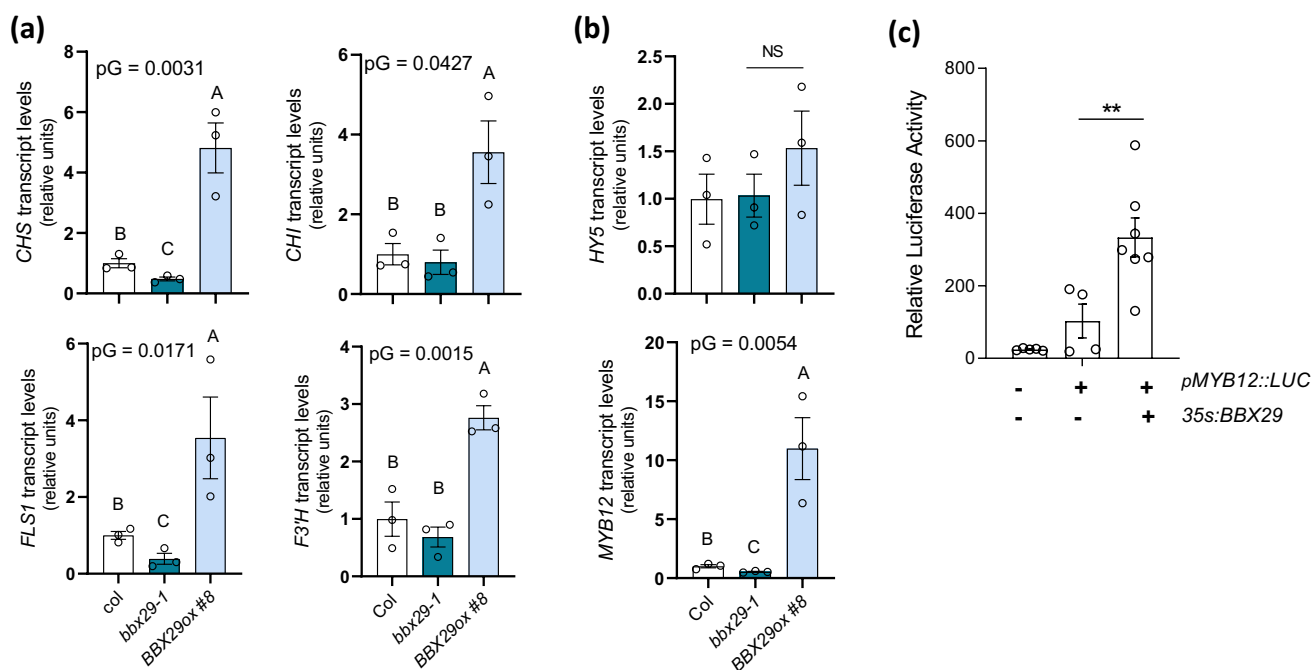 (a)
CHS transcript levels
(relative units)
8
6
4
2
0
pG = 0.0031
B
C
A
CHI transcript levels
(relative units)
6
4
2
0
pG = 0.0427
B
B
A
FLS1 transcript levels
(relative units)
6
4
2
0
pG = 0.0171
B
C
A
col
bbx29-1
BBX29ox #8
F3'H transcript levels
(relative units)
4
3
2
1
0
pG = 0.0015
B
B
A
Col
bbx29-1
BBX29ox #8
(b)
HY5 transcript levels
(relative units)
2.5
2.0
1.5
1.0
0.5
0.0
NS
MYB12 transcript levels
(relative units)
20
15
10
5
0
pG = 0.0054
B
C
A
Col
bbx29-1
BBX29ox #8
(c)
Relative Luciferase Activity
800
600
400
200
0
**
- + + pMYB12::LUC
- - + 35s:BBX29